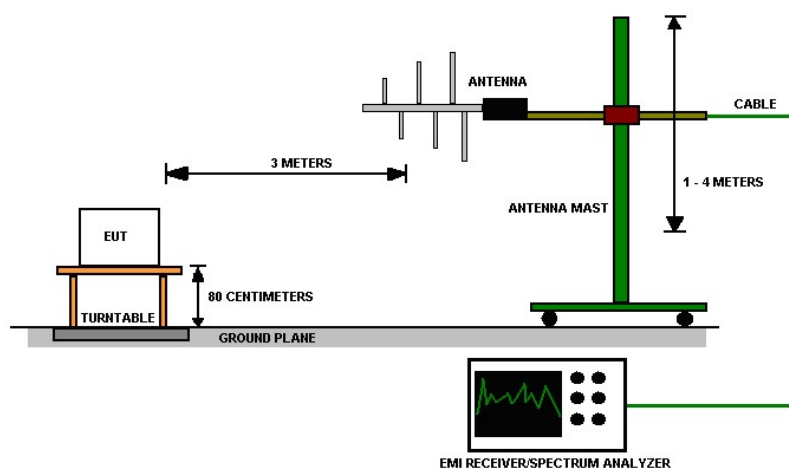 ANTENNA
CABLE
3 METERS
1 - 4 METERS
ANTENNA MAST
EUT
80 CENTIMETERS
TURNTABLE
GROUND PLANE
EMI RECEIVER/SPECTRUM ANALYZER